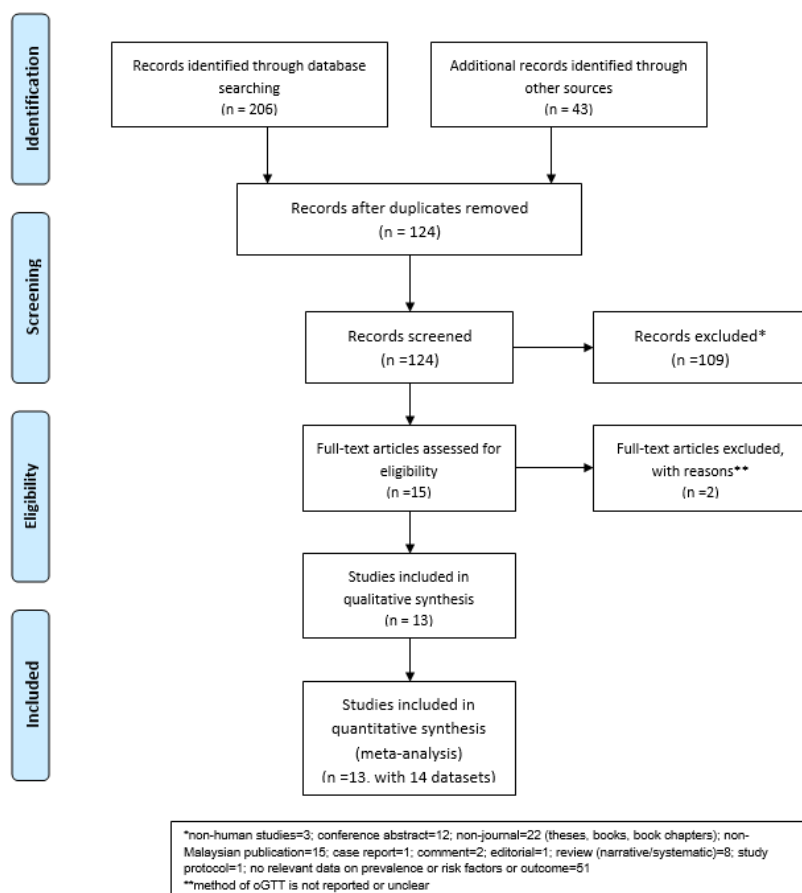 Identification
Records identified through database
searching
(n = 206)
Additional records identified through
other sources
(n = 43)
Records after duplicates removed
(n = 124)
Screening
Records screened
(n =124)
Records excluded*
(n =109)
Eligibility
Full-text articles assessed for
eligibility
(n =15)
Full-text articles excluded,
with reasons**
(n =2)
Studies included in
qualitative synthesis
(n = 13)
Included
Studies included in
quantitative synthesis
(meta-analysis)
(n =13. with 14 datasets)
*non-human studies=3; conference abstract=12; non-journal=22 (theses, books, book chapters); non-
Malaysian publication=15; case report=1; comment=2; editorial=1; review (narrative/systematic)=8; study
protocol=1; no relevant data on prevalence or risk factors or outcome=51
**method of oGTT is not reported or unclear